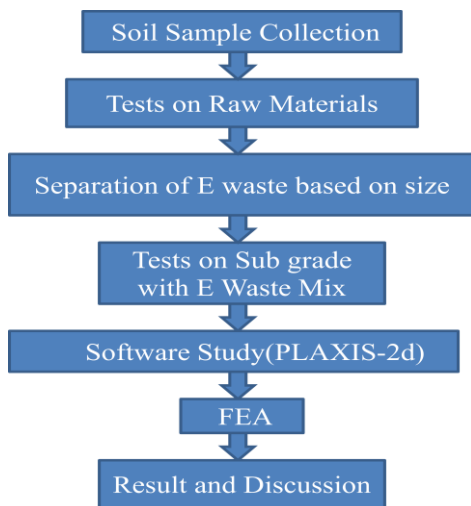 Soil Sample Collection
Tests on Raw Materials
Separation of E waste based on size
Tests on Sub grade
with E Waste Mix
Software Study(PLAXIS-2d)
FEA
Result and Discussion